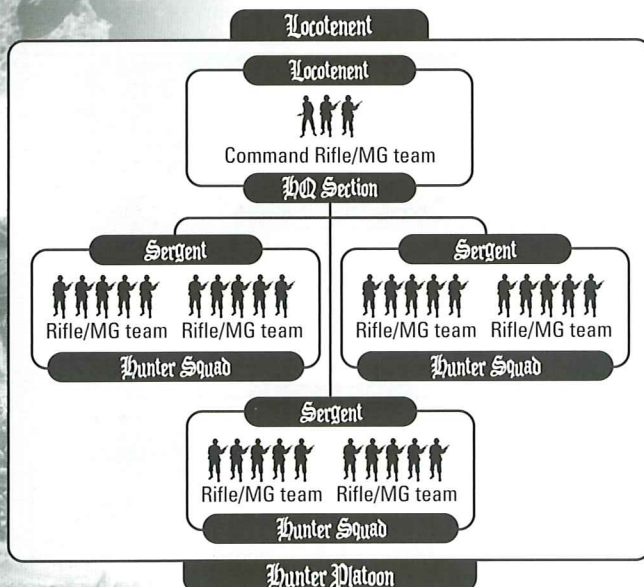 Locotenent
Locotenent
Command Rifle/MG team
HQ Section
Sergent
Rifle/MG team Rifle/MG team
Hunter Squad
Sergent
Rifle/MG team Rifle/MG team
Hunter Squad
Sergent
Rifle/MG team Rifle/MG team
Hunter Squad
Hunter Platoon